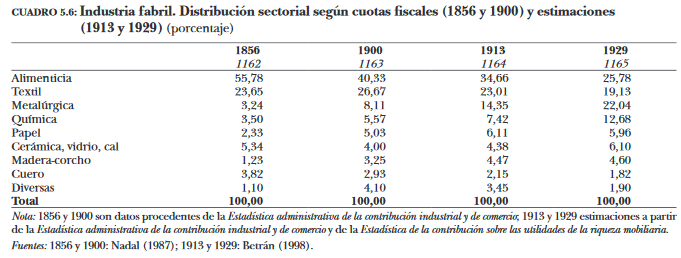 CUADRO 5.6: Industria fabril. Distribución sectorial según cuotas fiscales (1856 y 1900) y estimaciones
(1913 y 1929) (porcentaje)
1856 1900 1913 1929
1162 1163 1164 1165
Alimenticia 55,78 40,33 34,66 25,78
Textil 23,65 26,67 23,01 19,13
Metalúrgica 3,24 8,11 14,35 22,04
Química 3,50 5,57 7,42 12,68
Papel 2,33 5,03 6,11 5,96
Cerámica, vidrio, cal 5,34 4,00 4,38 6,10
Madera-corcho 1,23 3,25 4,47 4,60
Cuero 3,82 2,93 2,15 1,82
Diversas 1,10 4,10 3,45 1,90
Total 100,00 100,00 100,00 100,00
Nota: 1856 y 1900 son datos procedentes de la Estadística administrativa de la contribución industrial y de comercio; 1913 y 1929 estimaciones a partir
de la Estadística administrativa de la contribución industrial y de comercio y de la Estadística de la contribución sobre las utilidades de la riqueza mobiliaria.
Fuentes: 1856 y 1900: Nadal (1987); 1913 y 1929: Betrán (1998).